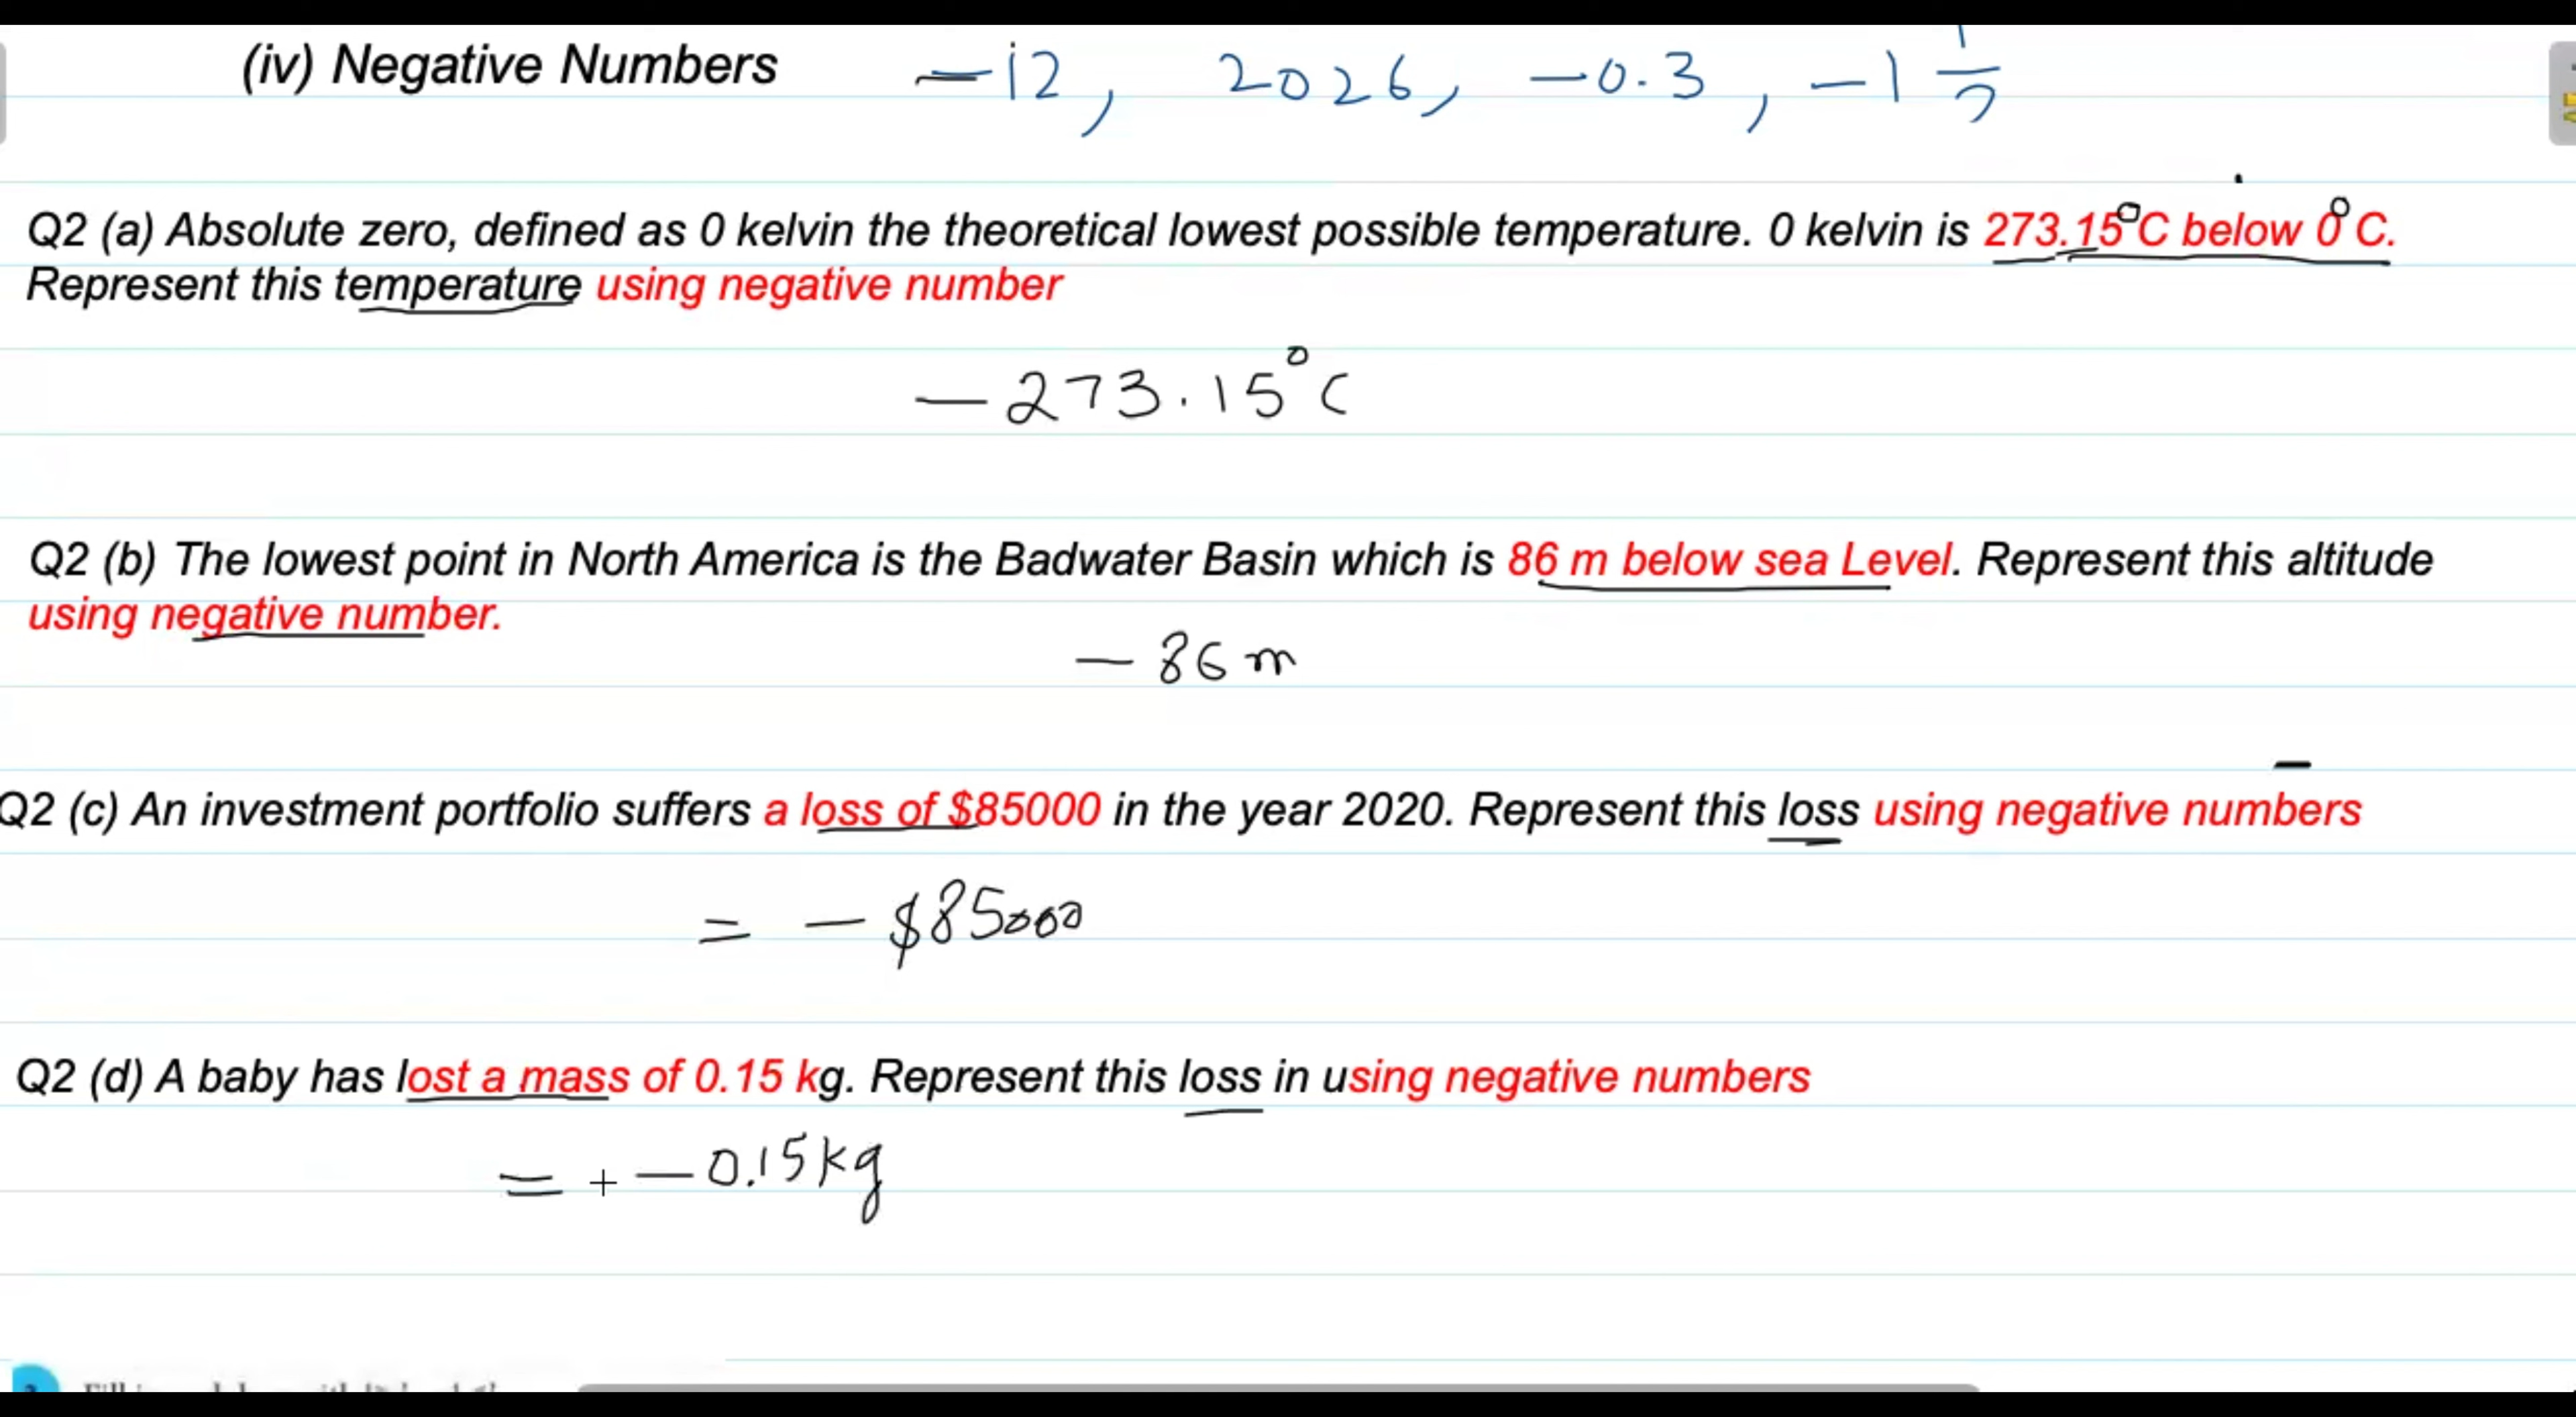 (iv) Negative Numbers -12, 2026, -0.3, -1
Q2 (a) Absolute zero, defined as 0 kelvin the theoretical lowest possible temperature. 0 kelvin is 273.15°C below 0°C.
Represent this temperature using negative number
-273.15°C
Q2 (b) The lowest point in North America is the Badwater Basin which is 86 m below sea Level. Represent this altitude
using negative number.
- 86 m
Q2 (c) An investment portfolio suffers a loss of $85000 in the year 2020. Represent this loss using negative numbers
= - $85000
Q2 (d) A baby has lost a mass of 0.15 kg. Represent this loss in using negative numbers
= - 0.15 kg